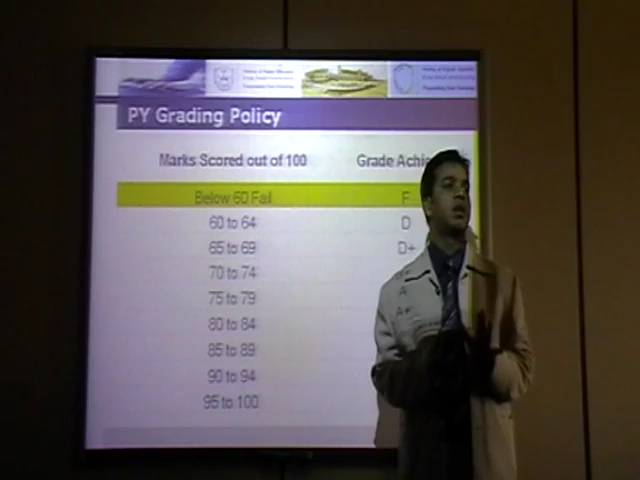 PY Grading Policy
Marks Scored out of 100 Grade
Below 60 Fail F
60 to 64 D
65 to 69 D+
70 to 74
75 to 79 A
80 to 84 A+
85 to 89
90 to 94
95 to 100